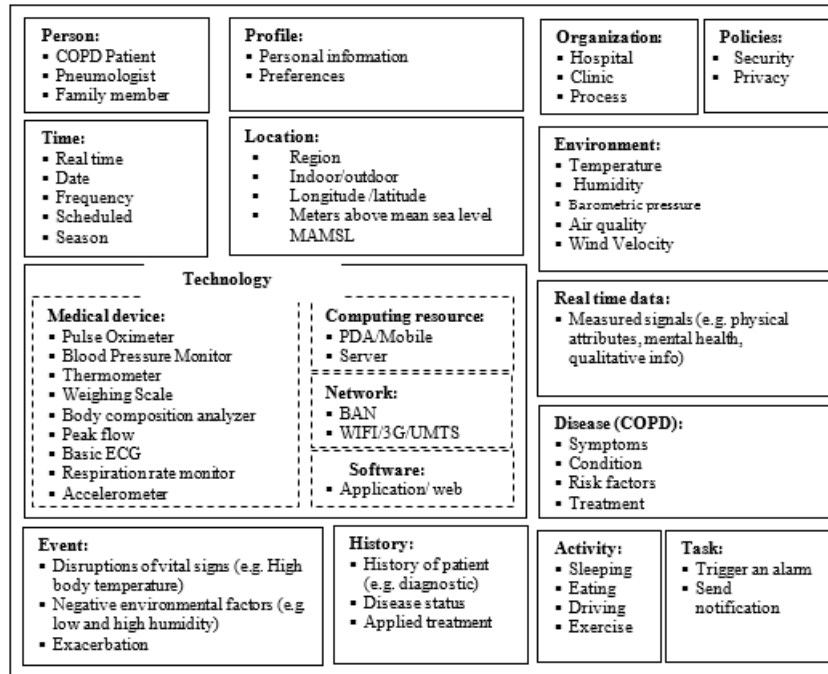 Person:
▪ COPD Patient
▪ Pneumologist
▪ Family member
Profile:
▪ Personal information
▪ Preferences
Organization:
▪ Hospital
▪ Clinic
▪ Process
Policies:
▪ Security
▪ Privacy
Time:
▪ Real time
▪ Date
▪ Frequency
▪ Scheduled
▪ Season
Location:
▪ Region
▪ Indoor/outdoor
▪ Longitude /latitude
▪ Meters above mean sea level
MAMSL
Environment:
▪ Temperature
▪ Humidity
▪ Barometric pressure
▪ Air quality
▪ Wind Velocity
Technology
Medical device:
▪ Pulse Oximeter
▪ Blood Pressure Monitor
▪ Thermometer
▪ Weighing Scale
▪ Body composition analyzer
▪ Peak flow
▪ Basic ECG
▪ Respiration rate monitor
▪ Accelerometer
Computing resource:
▪ PDA/Mobile
▪ Server
Network:
▪ BAN
▪ WIFI/3G/UMTS
Software:
▪ Application/ web
Real time data:
▪ Measured signals (e.g. physical
attributes, mental health,
qualitative info)
Disease (COPD):
▪ Symptoms
▪ Condition
▪ Risk factors
▪ Treatment
Event:
▪ Disruptions of vital signs (e.g. High
body temperature)
▪ Negative environmental factors (e.g.
low and high humidity)
▪ Exacerbation
History:
▪ History of patient
(e.g. diagnostic)
▪ Disease status
▪ Applied treatment
Activity:
▪ Sleeping
▪ Eating
▪ Driving
▪ Exercise
Task:
▪ Trigger an alarm
▪ Send
notification